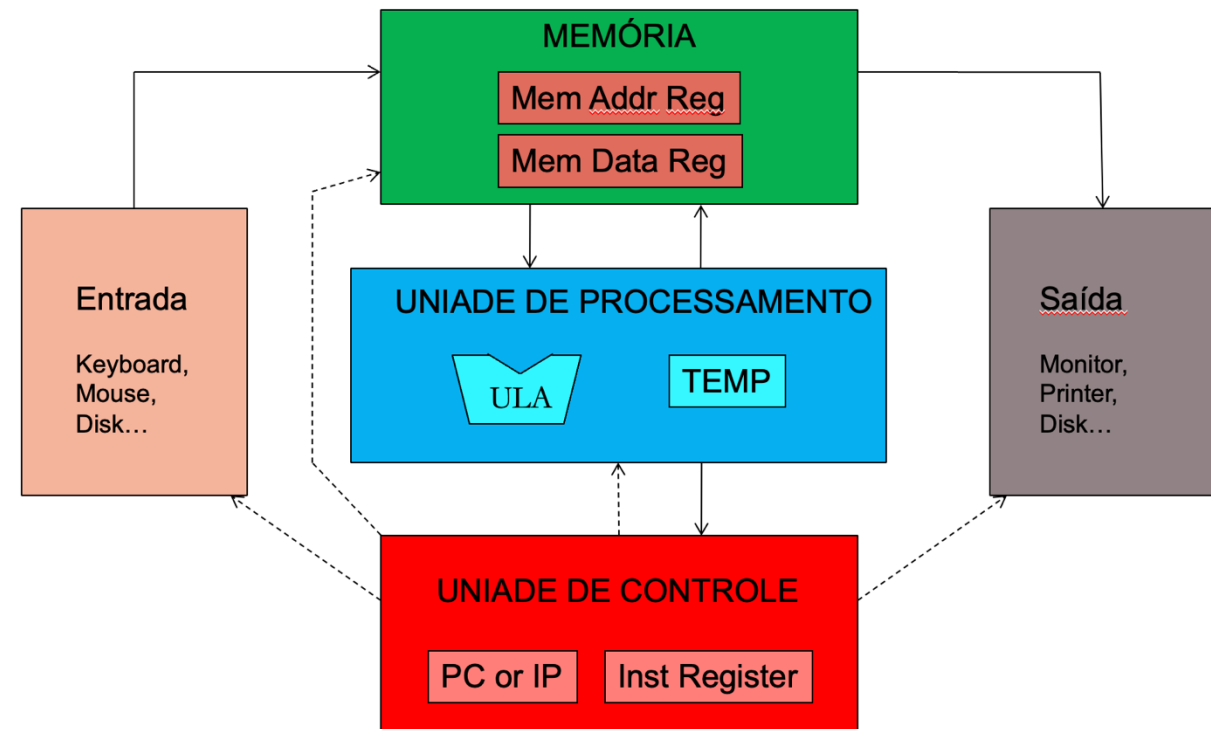 MEMÓRIA
Mem Addr Reg
Mem Data Reg
Entrada
Keyboard,
Mouse,
Disk...
UNIADE DE PROCESSAMENTO
ULA
TEMP
Saída
Monitor,
Printer,
Disk...
UNIADE DE CONTROLE
PC or IP
Inst Register